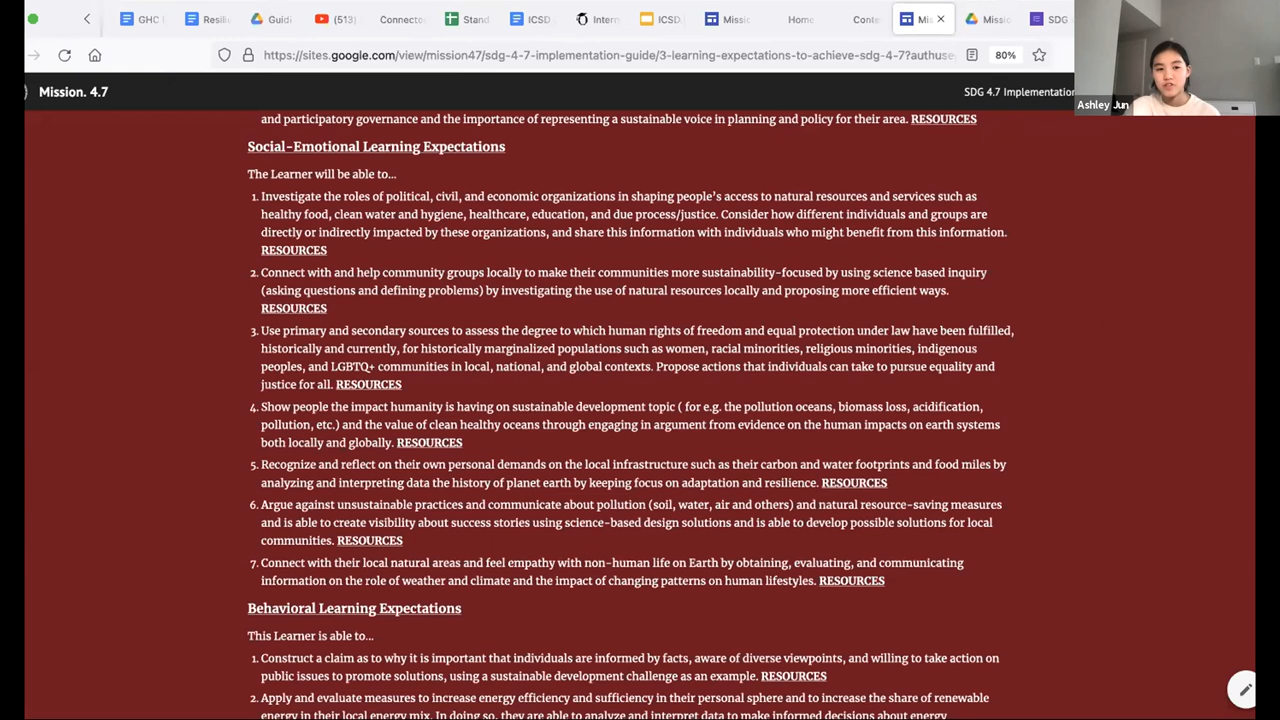 GHC
Resilie
Guidi
(513)
Connecto
Stand
ICSD
Intern
ICSD.
Missio
Home
Conte
Mis
Missio
SDG
https://sites.google.com/view/mission47/sdg-4-7-implementation-guide/3-learning-expectations-to-achieve-sdg-4-7?authuse
80%
Mission. 4.7
SDG 4.7 Implementation
Ashley Jun
and participatory governance and the importance of representing a sustainable voice in planning and policy for their area. RESOURCES
Social-Emotional Learning Expectations
The Learner will be able to...
1. Investigate the roles of political, civil, and economic organizations in shaping people's access to natural resources and services such as
healthy food, clean water and hygiene, healthcare, education, and due process/justice. Consider how different individuals and groups are
directly or indirectly impacted by these organizations, and share this information with individuals who might benefit from this information.
RESOURCES
2. Connect with and help community groups locally to make their communities more sustainability-focused by using science based inquiry
(asking questions and defining problems) by investigating the use of natural resources locally and proposing more efficient ways.
RESOURCES
3. Use primary and secondary sources to assess the degree to which human rights of freedom and equal protection under law have been fulfilled,
historically and currently, for historically marginalized populations such as women, racial minorities, religious minorities, indigenous
peoples, and LGBTQ+ communities in local, national, and global contexts. Propose actions that individuals can take to pursue equality and
justice for all. RESOURCES
4. Show people the impact humanity is having on sustainable development topic ( for e.g. the pollution oceans, biomass loss, acidification,
pollution, etc.) and the value of clean healthy oceans through engaging in argument from evidence on the human impacts on earth systems
both locally and globally. RESOURCES
5. Recognize and reflect on their own personal demands on the local infrastructure such as their carbon and water footprints and food miles by
analyzing and interpreting data the history of planet earth by keeping focus on adaptation and resilience. RESOURCES
6. Argue against unsustainable practices and communicate about pollution (soil, water, air and others) and natural resource-saving measures
and is able to create visibility about success stories using science-based design solutions and is able to develop possible solutions for local
communities. RESOURCES
7. Connect with their local natural areas and feel empathy with non-human life on Earth by obtaining, evaluating, and communicating
information on the role of weather and climate and the impact of changing patterns on human lifestyles. RESOURCES
Behavioral Learning Expectations
This Learner is able to...
1. Construct a claim as to why it is important that individuals are informed by facts, aware of diverse viewpoints, and willing to take action on
public issues to promote solutions, using a sustainable development challenge as an example. RESOURCES
2. Apply and evaluate measures to increase energy efficiency and sufficiency in their personal sphere and to increase the share of renewable
energy in their local energy mix. In doing so, they are able to analyze and interpret data to make informed decisions about energy